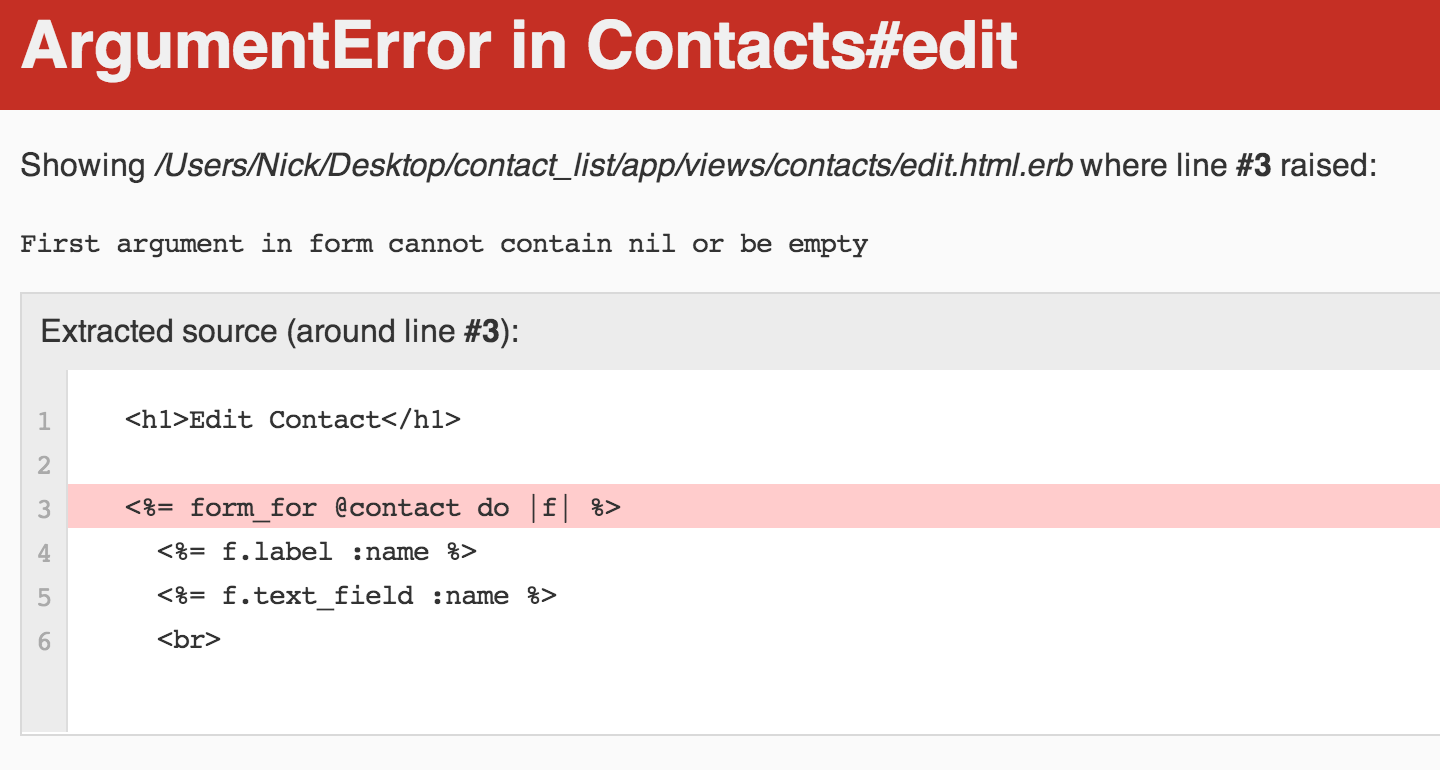 ArgumentError in Contacts#edit
Showing /Users/Nick/Desktop/contact_list/app/views/contacts/edit.html.erb where line #3 raised:
First argument in form cannot contain nil or be empty
Extracted source (around line #3):
1 <h1>Edit Contact</h1>
2
3 <%= form_for @contact do |f| %>
4 <%= f.label :name %>
5 <%= f.text_field :name %>
6 <br>